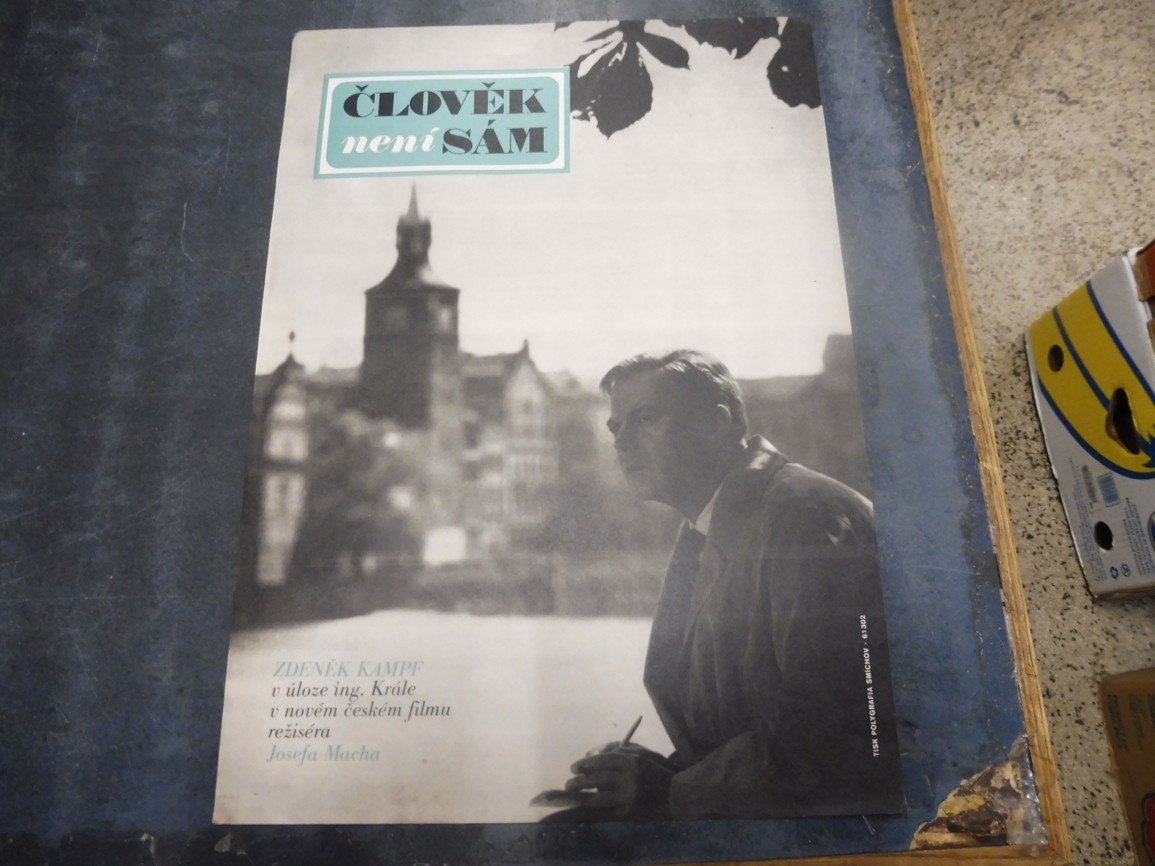 ČLOVĚK
není SÁM
ZDENĚK KAMPF
v úloze ing. Krále
v novém českém filmu
režiséra
Josefa Macha
TISK POLYGRAFIA SMÍCHOV - 61302